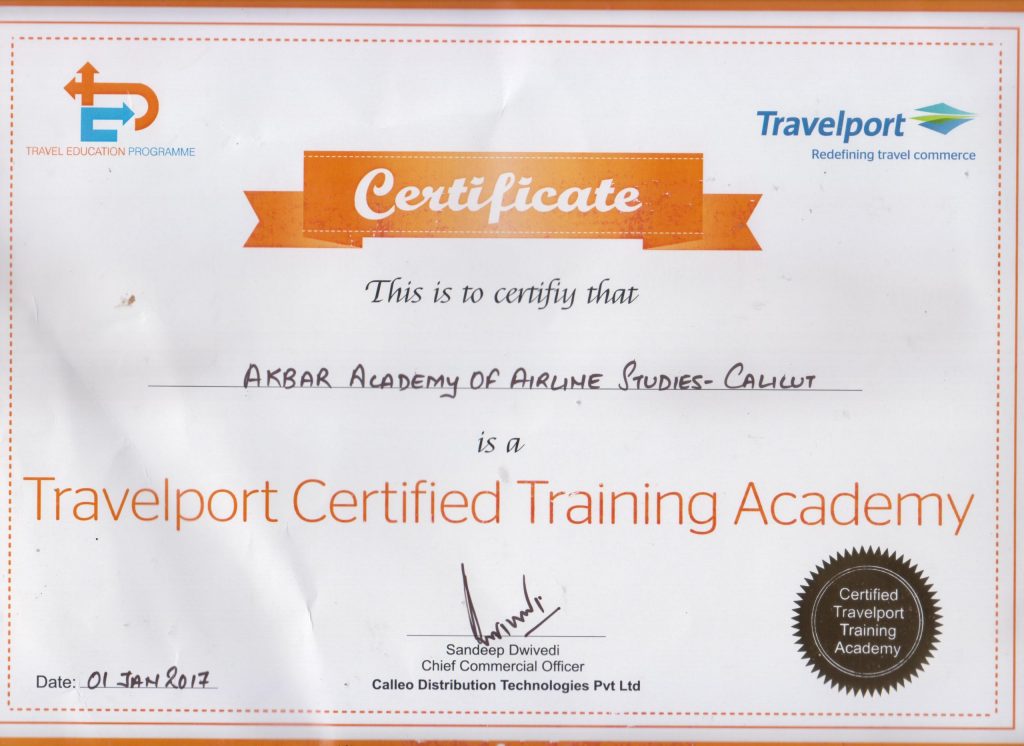 TRAVEL EDUCATION PROGRAMME
Travelport
Redefining travel commerce
Certificate
This is to certifiy that
AKBAR ACADEMY OF AIRLINE STUDIES- CALICUT
is a
Travelport Certified Training Academy
Certified
Travelport
Training
Academy
Sandeep Dwivedi
Chief Commercial Officer
Calleo Distribution Technologies Pvt Ltd
Date: 01 JAN 2017